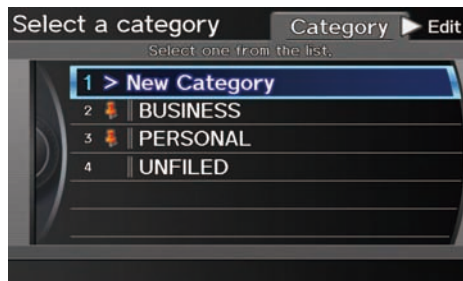 Select a category
Category
Edit
Select one from the list.
1 > New Category
2 BUSINESS
3 PERSONAL
4 UNFILED